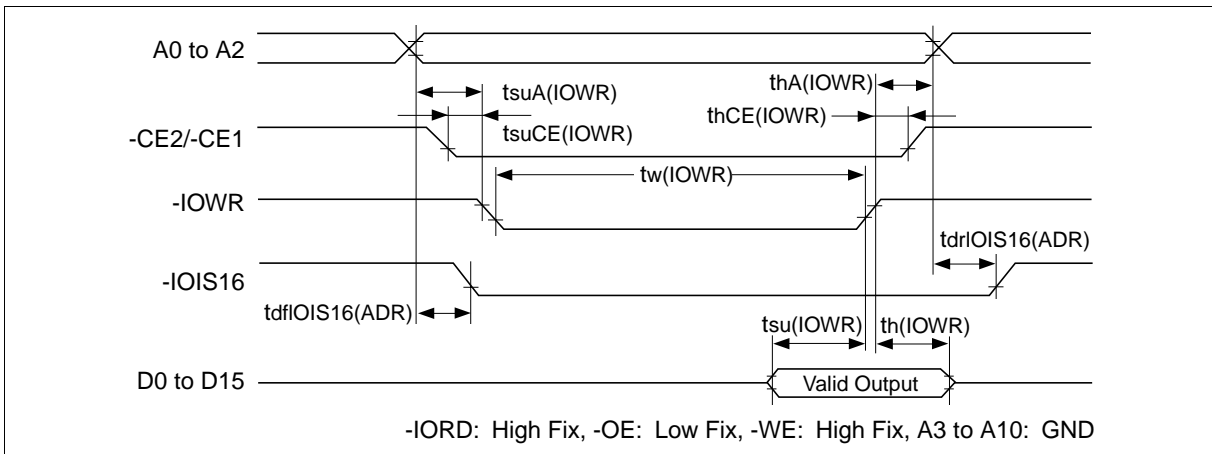 A0 to A2
tsuA(IOWR)
thA(IOWR)
-CE2/-CE1
tsuCE(IOWR)
thCE(IOWR)
tw(IOWR)
-IOWR
tdrIOIS16(ADR)
-IOIS16
tdfIOIS16(ADR)
tsu(IOWR)
th(IOWR)
D0 to D15
Valid Output
-IORD: High Fix, -OE: Low Fix, -WE: High Fix, A3 to A10: GND